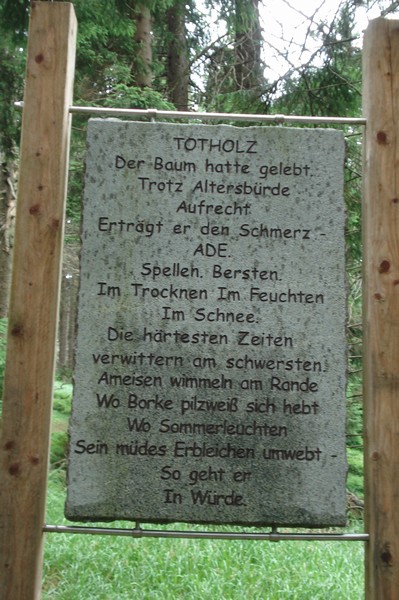 TOTHOLZ
Der Baum hatte gelebt.
Trotz Altersbürde
Aufrecht
Erträgt er den Schmerz -
ADE.
Spellen. Bersten.
Im Trocknen Im Feuchten
Im Schnee.
Die härtesten Zeiten
verwittern am schwersten.
Ameisen wimmeln am Rande
Wo Borke pilzweiß sich hebt
Wo Sommerleuchten
Sein müdes Erbleichen umwebt -
So geht er
In Würde.